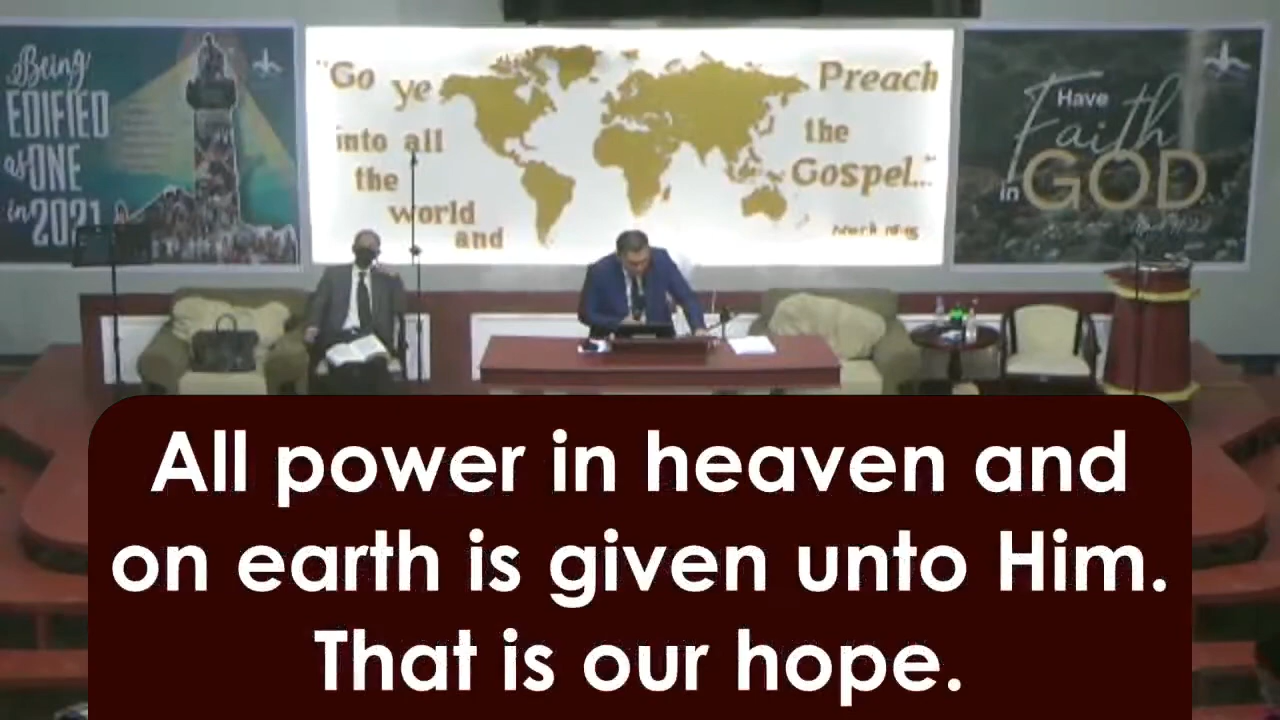 Being
EDIFIED
as ONE
in 2021
"Go ye
into all
the
world
and
Preach
the
Gospel..."
Have
Faith
in GOD
All power in heaven and
on earth is given unto Him.
That is our hope.